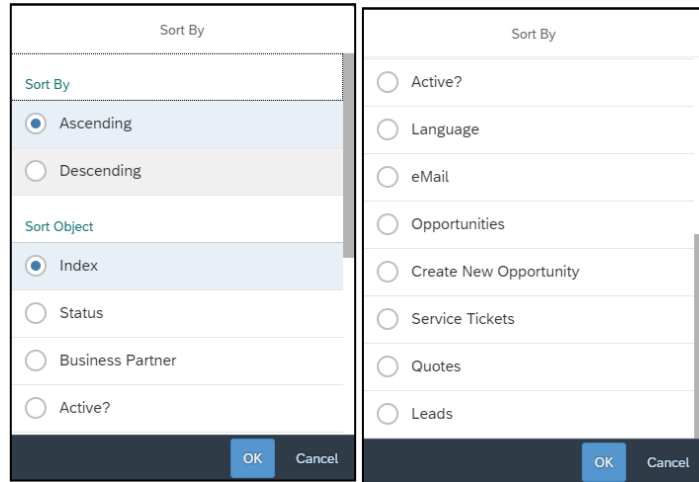 Sort By
Sort By
Ascending
Descending
Sort Object
Index
Status
Business Partner
Active?
OK Cancel
Sort By
Active?
Language
eMail
Opportunities
Create New Opportunity
Service Tickets
Quotes
Leads
OK Cancel